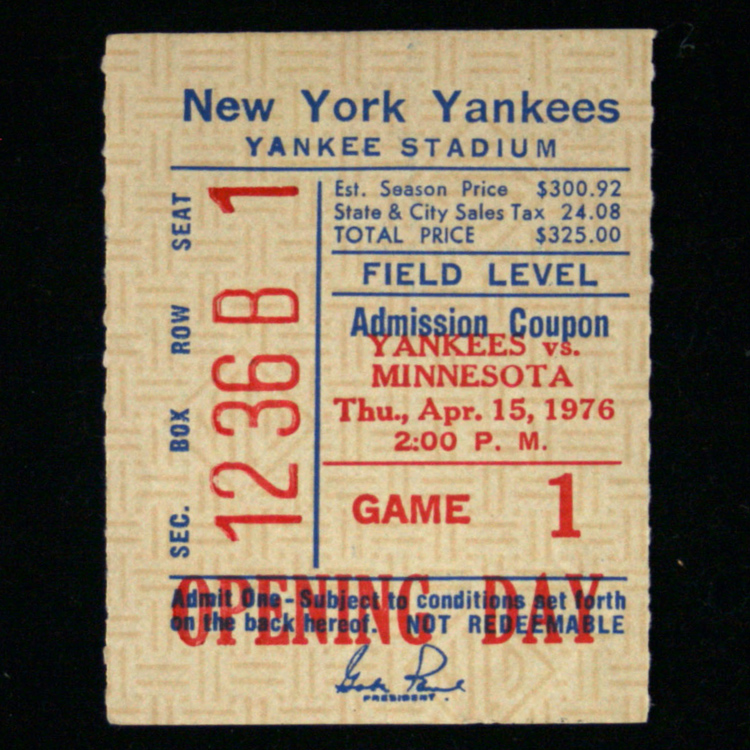 New York Yankees
YANKEE STADIUM
SEC. BOX ROW SEAT
12 36 B 1
Est. Season Price $300.92
State & City Sales Tax 24.08
TOTAL PRICE $325.00
FIELD LEVEL
Admission Coupon
YANKEES vs.
MINNESOTA
Thu., Apr. 15, 1976
2:00 P. M.
GAME 1
OPENING DAY
Admit One - Subject to conditions set forth
on the back hereof. NOT REDEEMABLE
PRESIDENT